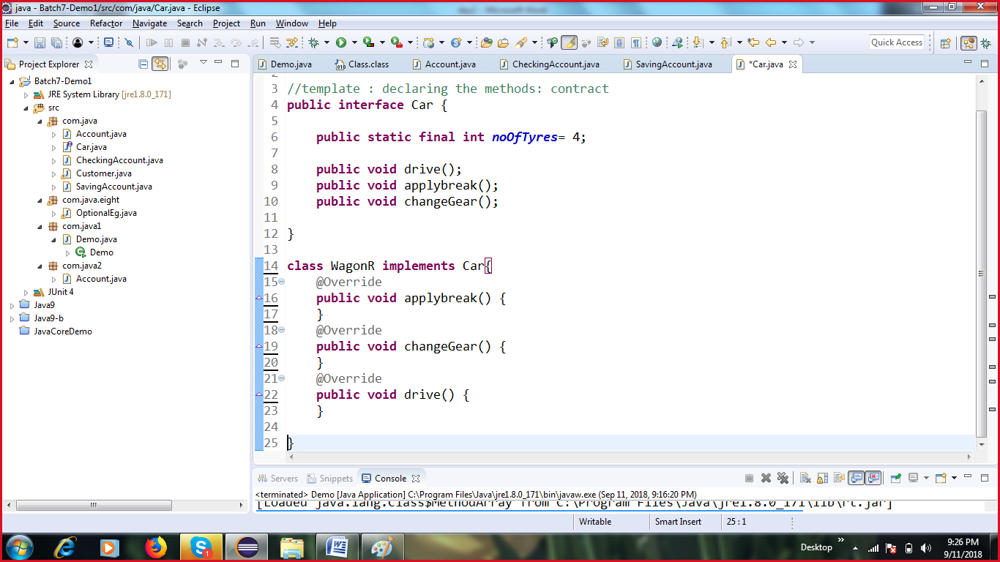 java - Batch7-Demo1/src/com/java/Car.java - Eclipse
File Edit Source Refactor Navigate Search Project Run Window Help
Quick Access
Project Explorer
Batch7-Demo1
JRE System Library [jre1.8.0_171]
src
com.java
Account.java
Car.java
CheckingAccount.java
Customer.java
SavingAccount.java
com.java.eight
OptionalEg.java
com.java1
Demo.java
Demo
com.java2
Account.java
JUnit 4
Java9
Java9-b
JavaCoreDemo
Demo.java Class.class Account.java CheckingAccount.java SavingAccount.java *Car.java
2
3 //template : declaring the methods: contract
4 public interface Car {
5
6 public static final int noOfTyres= 4;
7
8 public void drive();
9 public void applybreak();
10 public void changeGear();
11
12 }
13
14 class WagonR implements Car{
15 @Override
16 public void applybreak() {
17 }
18 @Override
19 public void changeGear() {
20 }
21 @Override
22 public void drive() {
23 }
24
25 }
Servers Snippets Console
<terminated> Demo [Java Application] C:\Program Files\Java\jre1.8.0_171\bin\javaw.exe (Sep 11, 2018, 9:16:20 PM)
[Loaded java.lang.Class$MethodArray from C:\Program Files\Java\jre1.8.0_171\lib\rt.jar]
Writable Smart Insert 25 : 1
Desktop
9:26 PM
9/11/2018